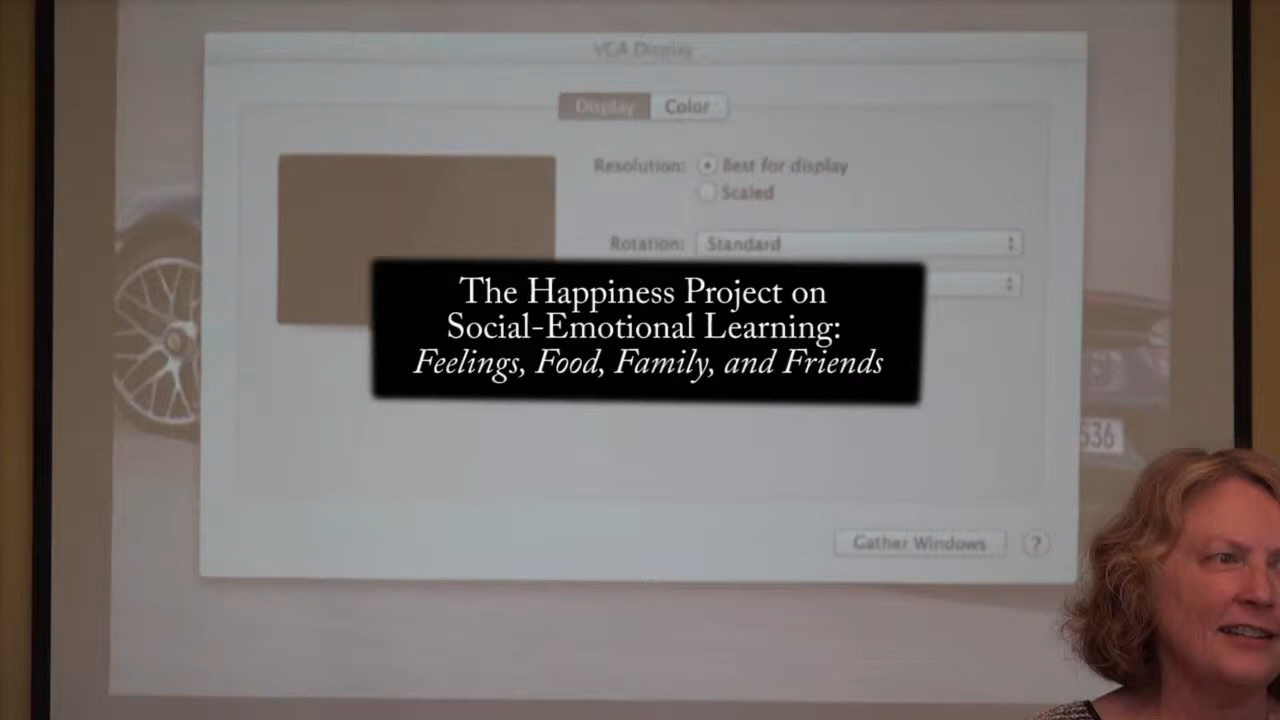 VGA Display
Display Color
Resolution: Best for display
Scaled
Rotation: Standard
The Happiness Project on
Social-Emotional Learning:
Feelings, Food, Family, and Friends
536
Gather Windows ?